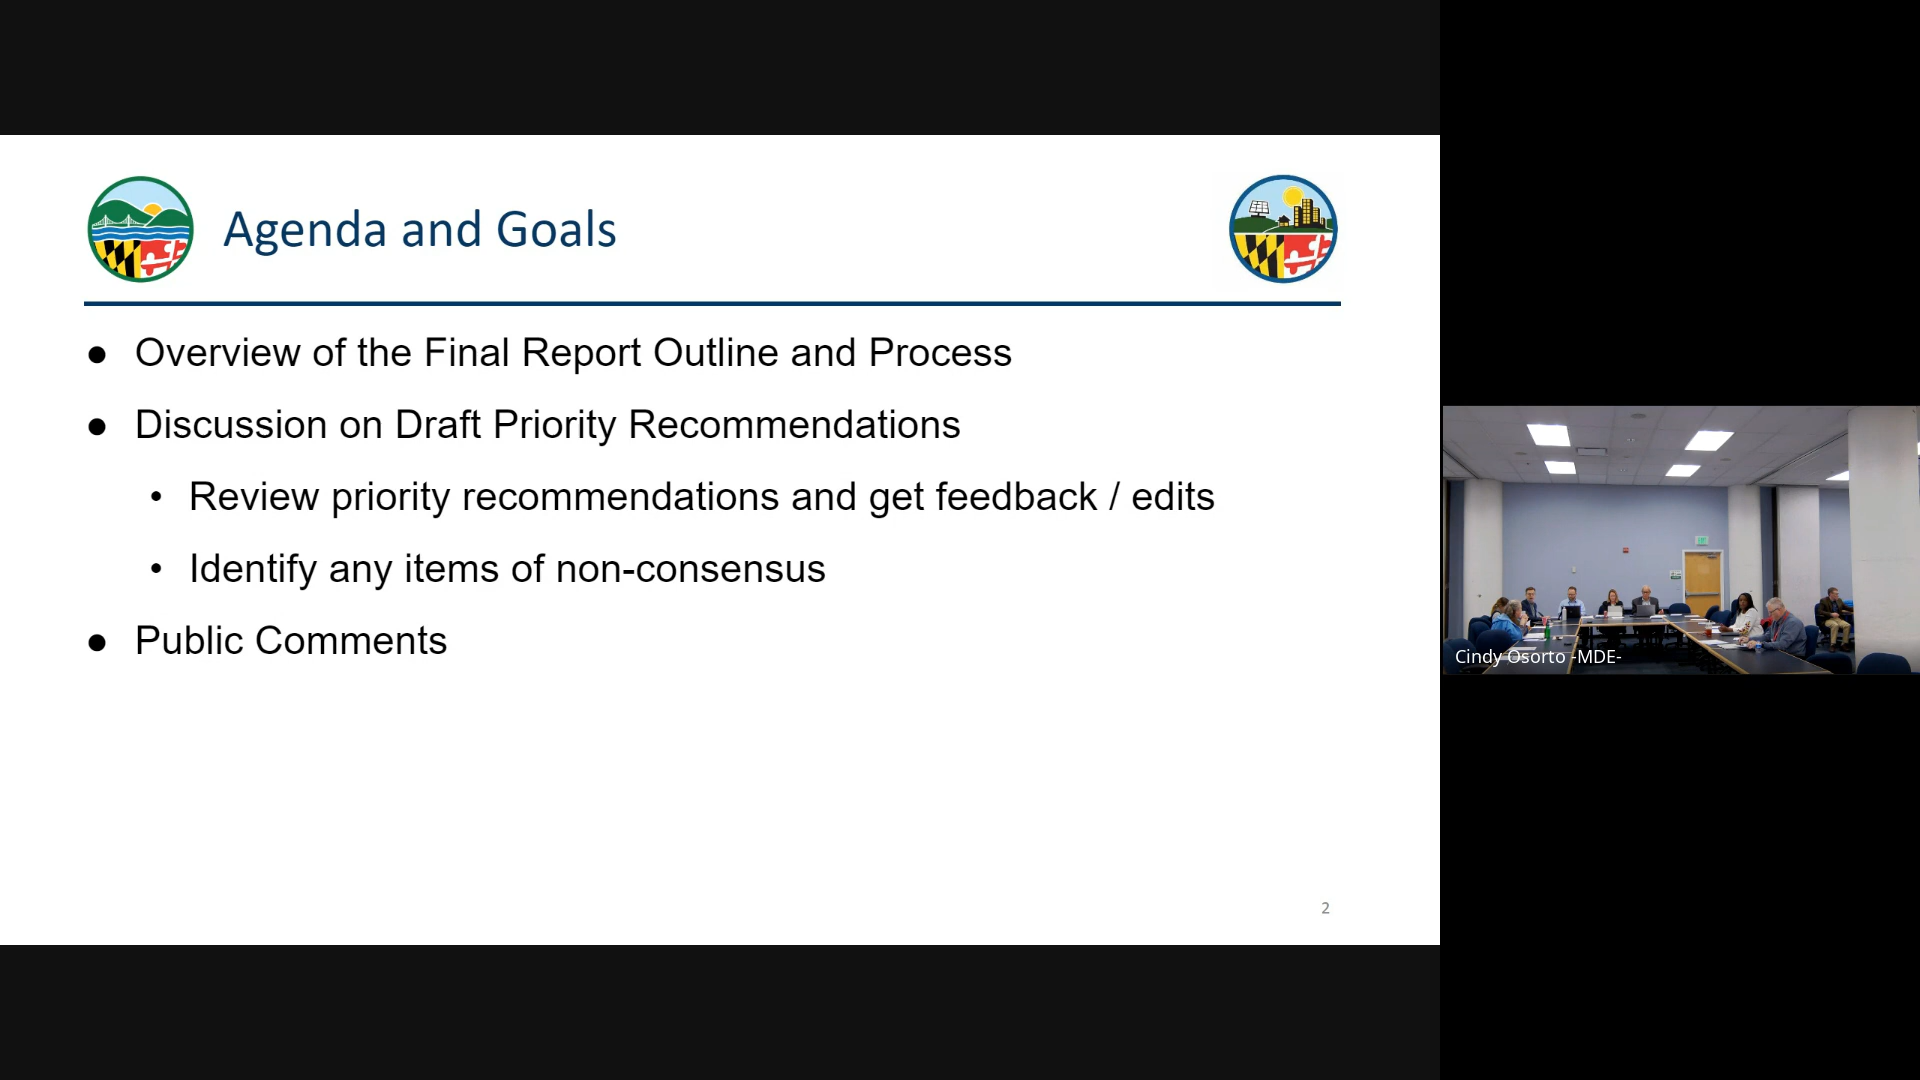 Agenda and Goals
● Overview of the Final Report Outline and Process
● Discussion on Draft Priority Recommendations
• Review priority recommendations and get feedback / edits
• Identify any items of non-consensus
● Public Comments
2
Cindy Osorto -MDE-